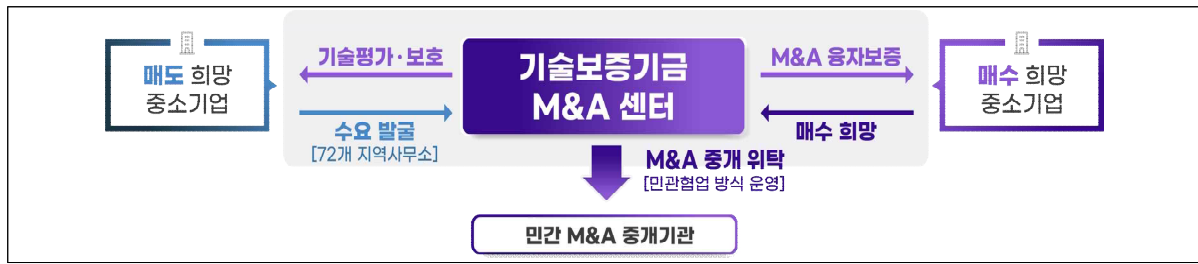 매도 희망
중소기업
기술평가·보호
수요 발굴
[72개 지역사무소]
기술보증기금
M&A 센터
M&A 융자보증
매수 희망
매수 희망
중소기업
M&A 중개 위탁
[민관협업 방식 운영]
민간 M&A 중개기관